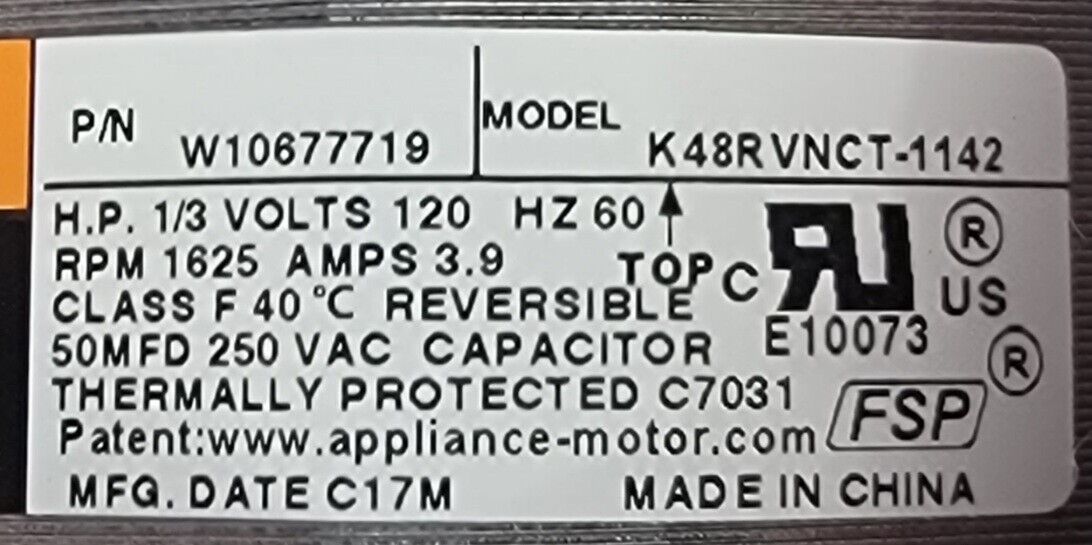 P/N W10677719 MODEL K48RVNCT-1142
H.P. 1/3 VOLTS 120 HZ 60
RPM 1625 AMPS 3.9 TOP
CLASS F 40 °C REVERSIBLE
50MFD 250 VAC CAPACITOR
THERMALLY PROTECTED C7031
Patent:www.appliance-motor.com
MFG. DATE C17M MADE IN CHINA
C RU ® US
E10073
FSP ®